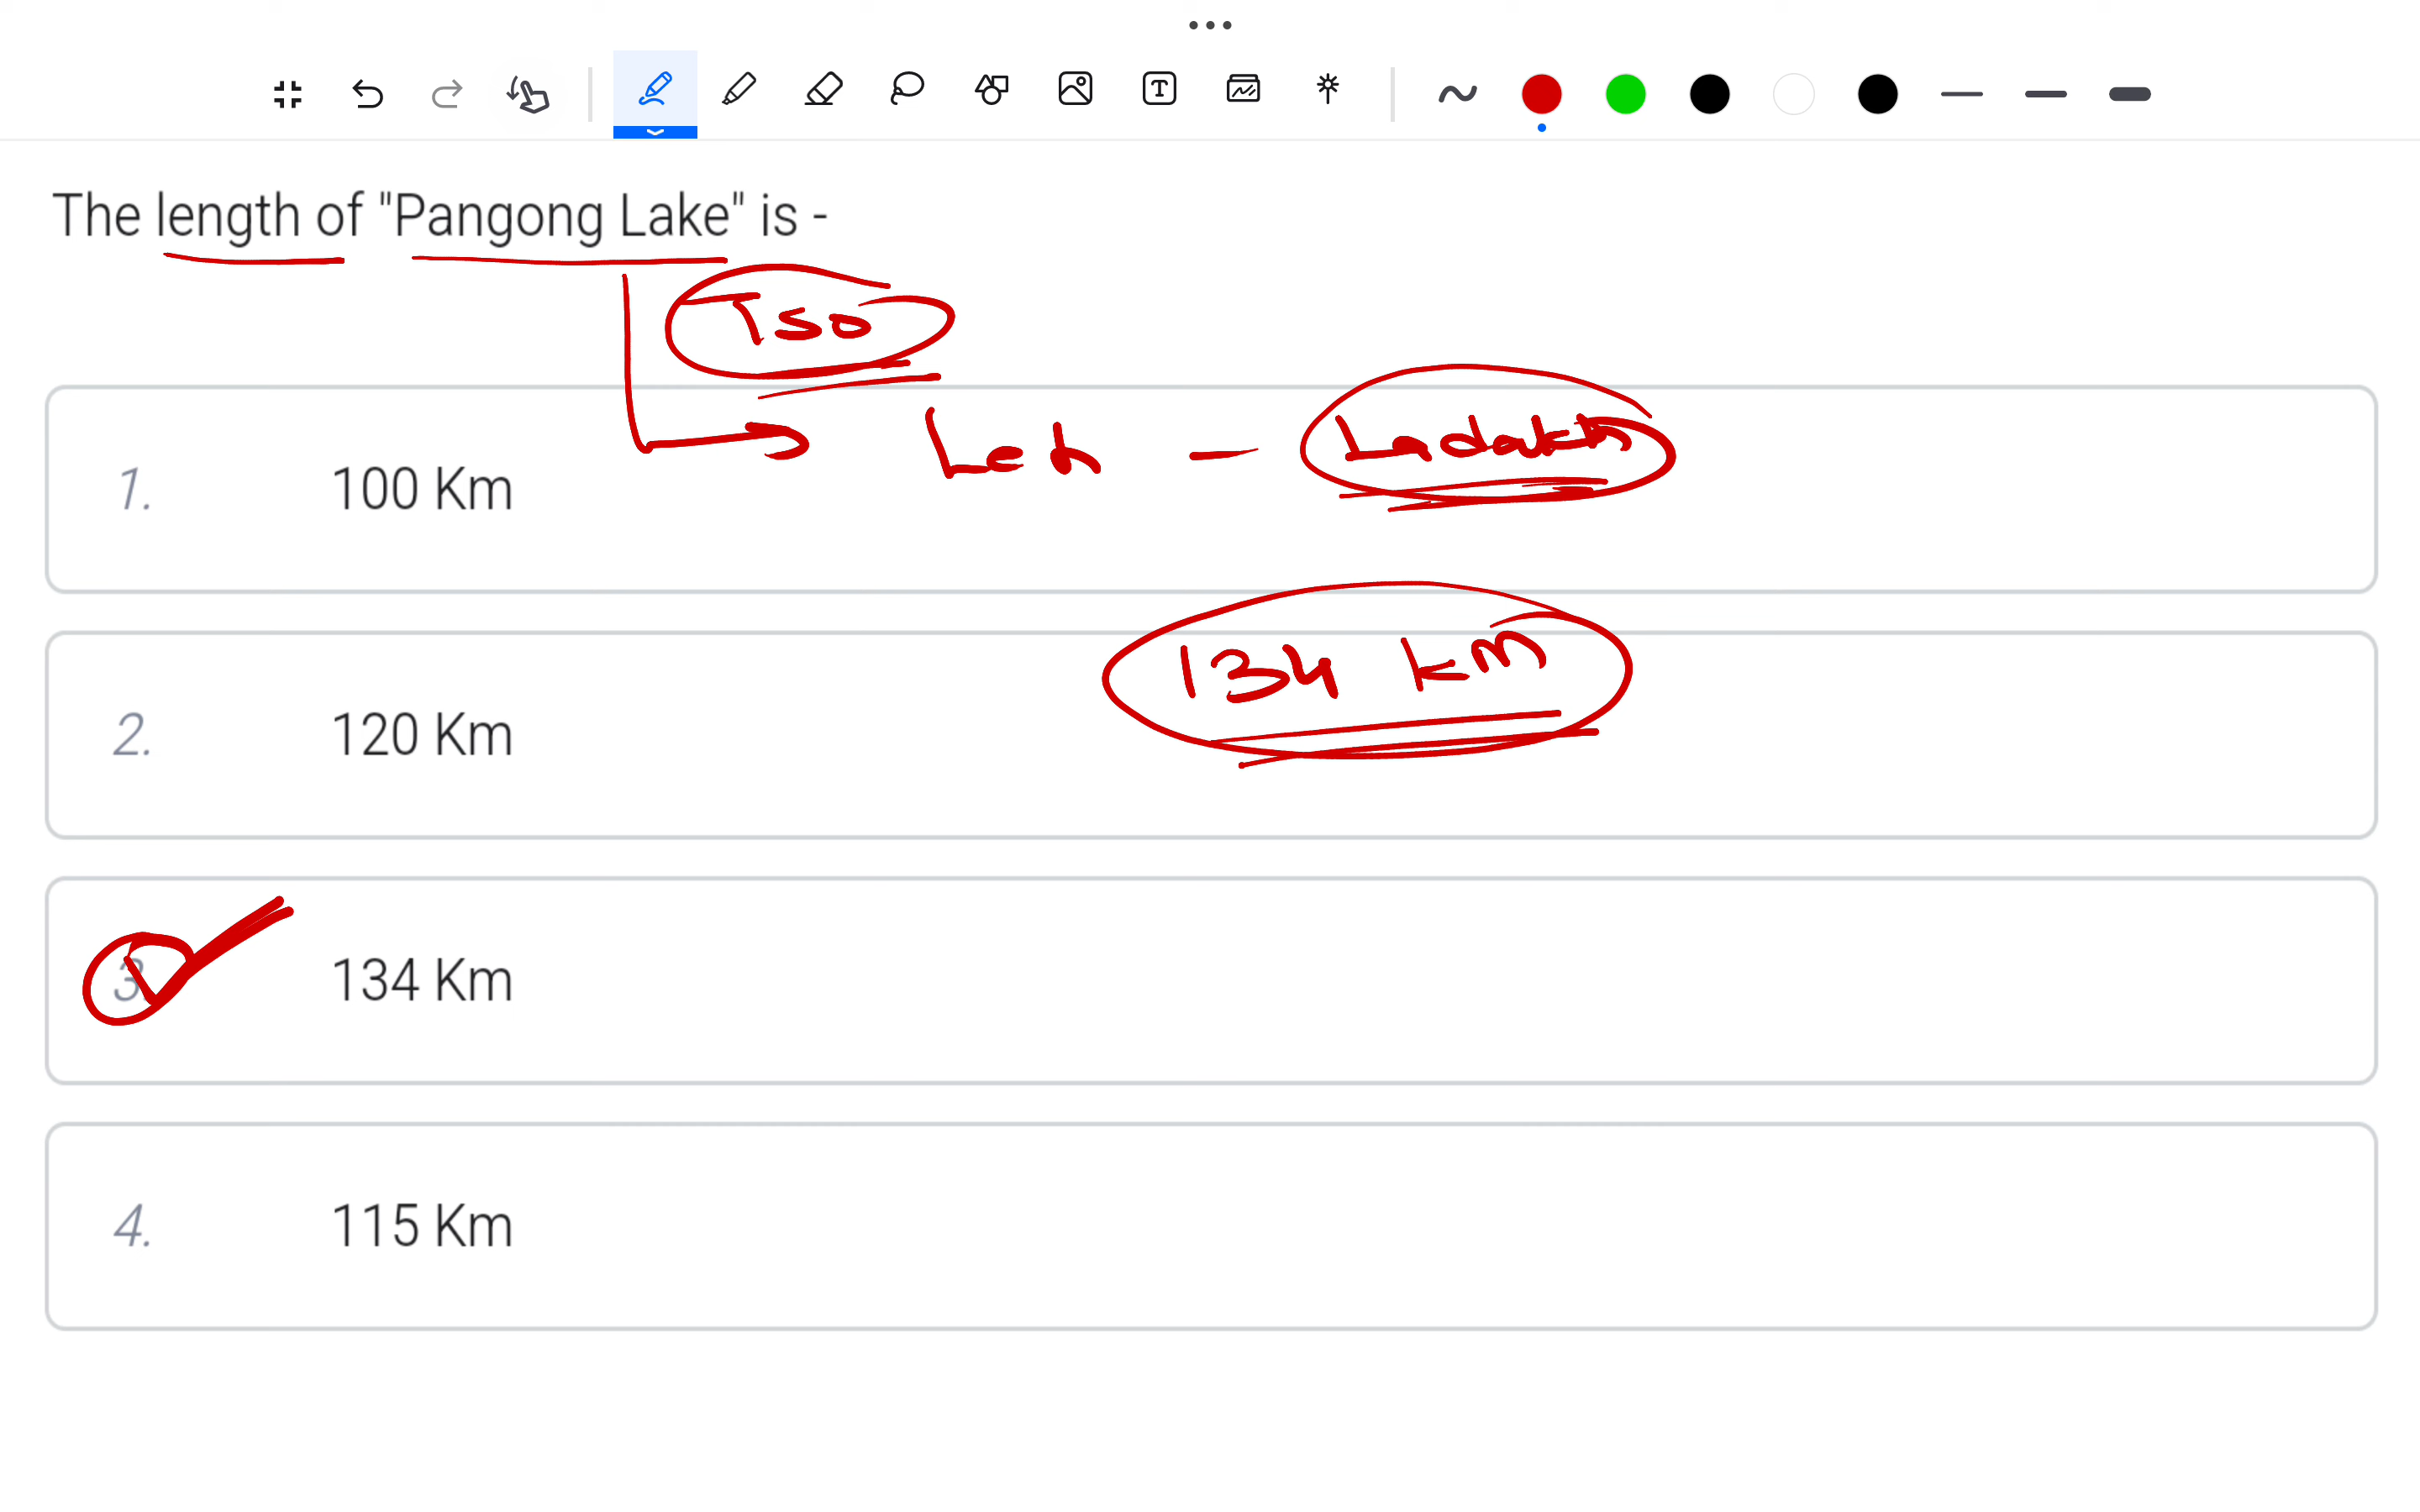 The length of "Pangong Lake" is -
Tso
Leh — Ladakh
1. 100 Km
134 km
2. 120 Km
3. 134 Km
4. 115 Km